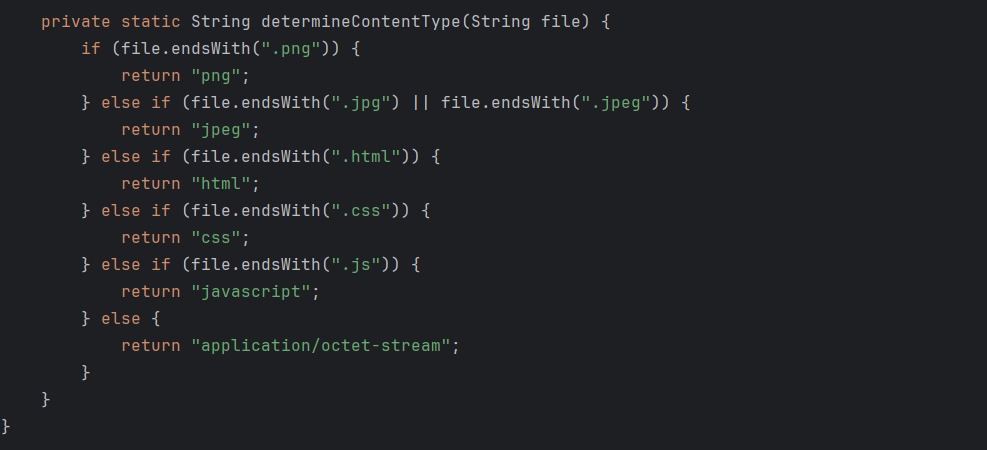 private static String determineContentType(String file) {
if (file.endsWith(".png")) {
return "png";
} else if (file.endsWith(".jpg") || file.endsWith(".jpeg")) {
return "jpeg";
} else if (file.endsWith(".html")) {
return "html";
} else if (file.endsWith(".css")) {
return "css";
} else if (file.endsWith(".js")) {
return "javascript";
} else {
return "application/octet-stream";
}
}
}